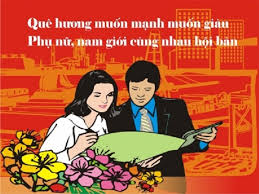 Quê hương muốn mạnh muốn giàu
Phụ nữ, nam giới cùng nhau hội bàn